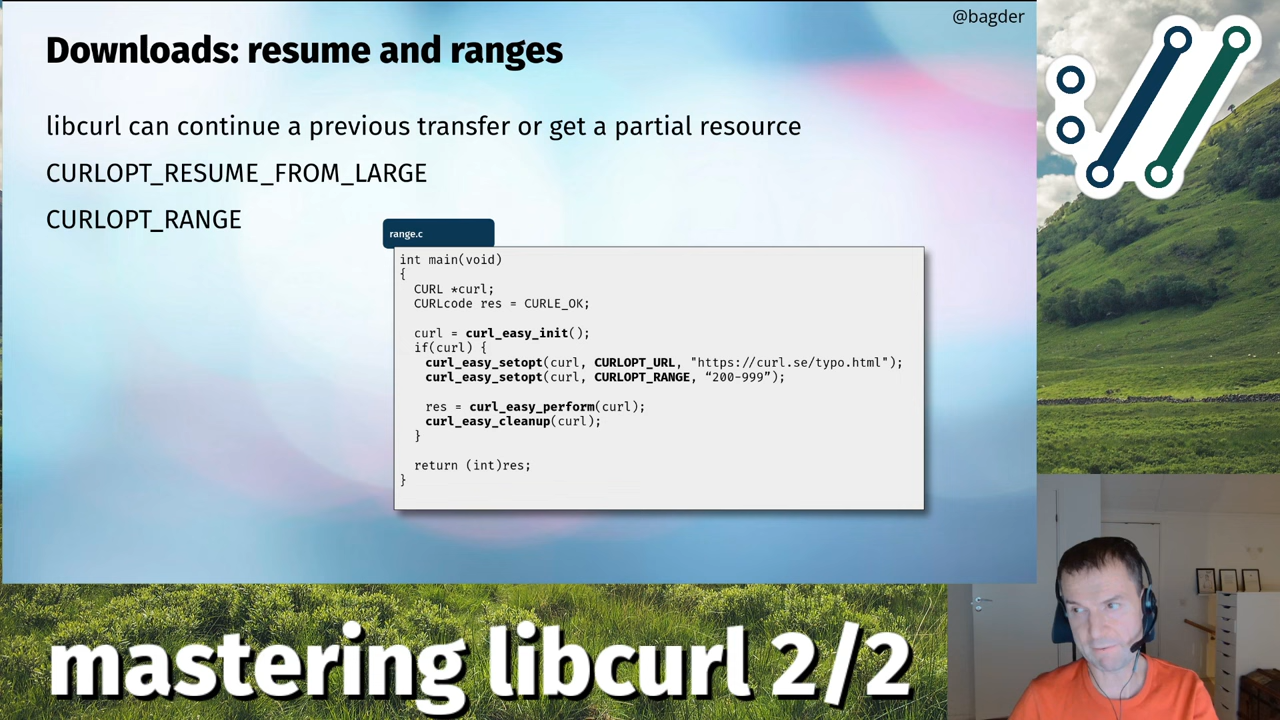 @bagder
Downloads: resume and ranges
libcurl can continue a previous transfer or get a partial resource
CURLOPT_RESUME_FROM_LARGE
CURLOPT_RANGE
range.c
int main(void)
{
  CURL *curl;
  CURLcode res = CURLE_OK;
  curl = curl_easy_init();
  if(curl) {
    curl_easy_setopt(curl, CURLOPT_URL, "https://curl.se/typo.html");
    curl_easy_setopt(curl, CURLOPT_RANGE, “200-999”);
    res = curl_easy_perform(curl);
    curl_easy_cleanup(curl);
  }
  return (int)res;
}
mastering libcurl 2/2